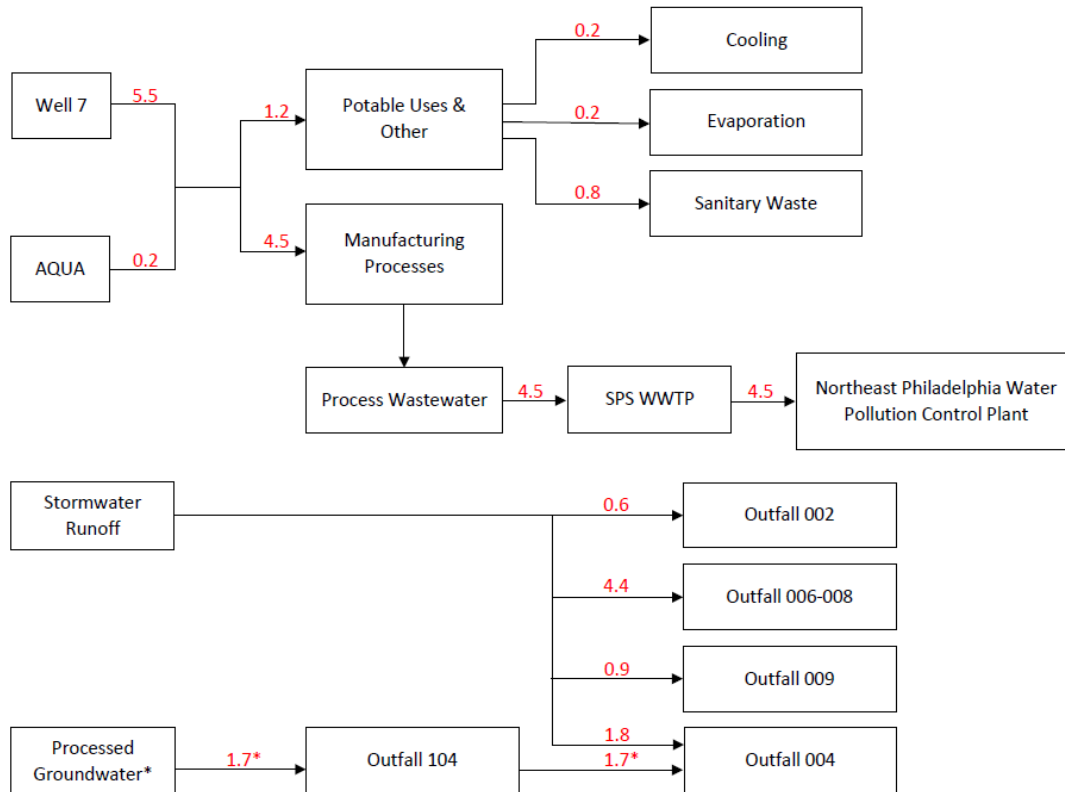 0.2
Cooling
Well 7
5.5
1.2
Potable Uses &
Other
0.2
Evaporation
0.8
Sanitary Waste
AQUA
0.2
4.5
Manufacturing
Processes
Process Wastewater
4.5
SPS WWTP
4.5
Northeast Philadelphia Water
Pollution Control Plant
Stormwater
Runoff
0.6
Outfall 002
4.4
Outfall 006-008
0.9
Outfall 009
1.8
Processed
Groundwater*
1.7*
Outfall 104
1.7*
Outfall 004